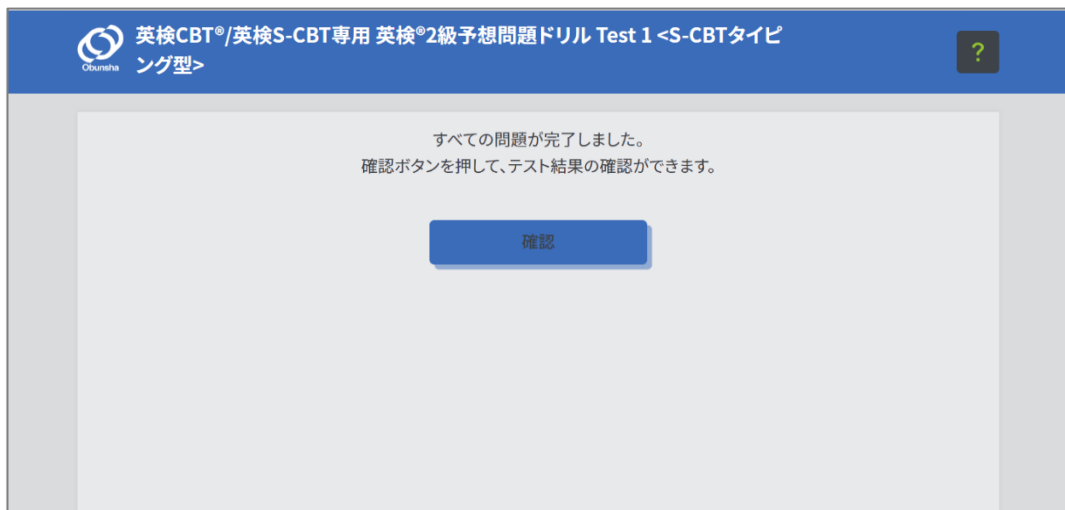 英検CBT®/英検S-CBT専用 英検®2級予想問題ドリル Test 1 <S-CBTタイピ
ング型>
Obunsha
?
すべての問題が完了しました。
確認ボタンを押して、テスト結果の確認ができます。
確認